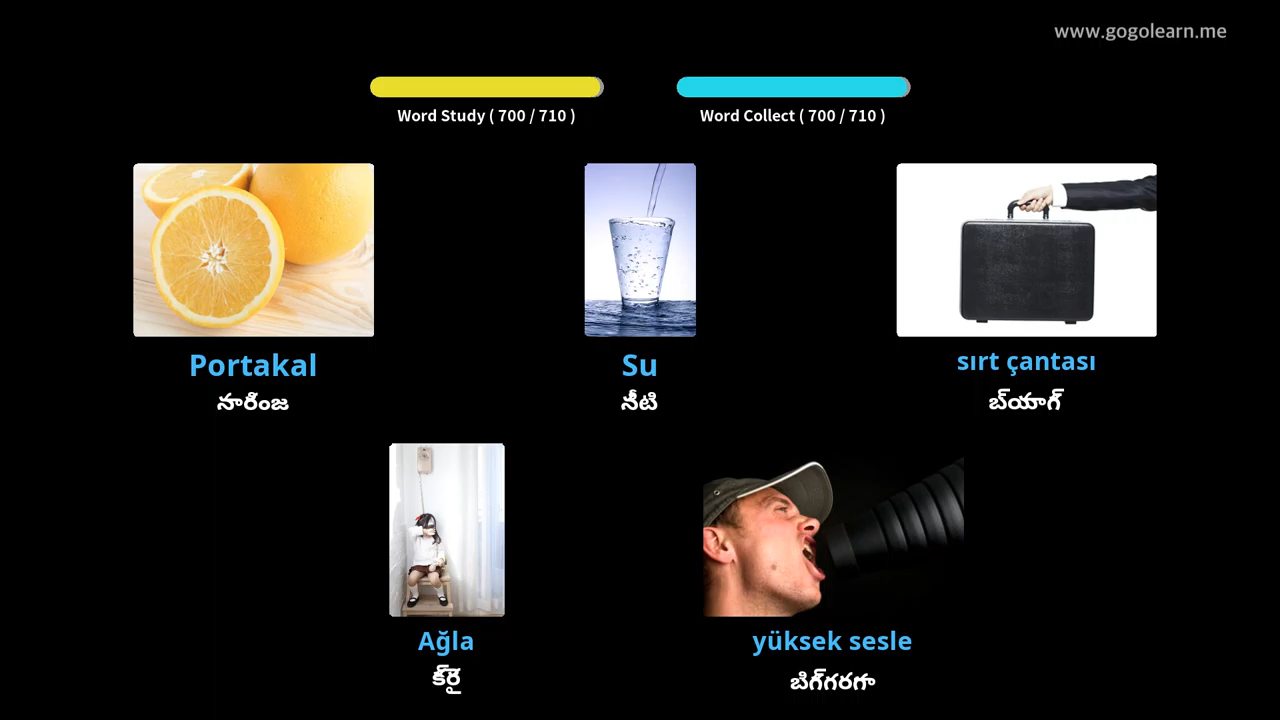 www.gogolearn.me
Word Study ( 700 / 710 )
Word Collect ( 700 / 710 )
Portakal
నారింజ
Su
నీటి
sırt çantası
బ్యాగ్
Ağla
క్రై
yüksek sesle
బిగ్గరగా